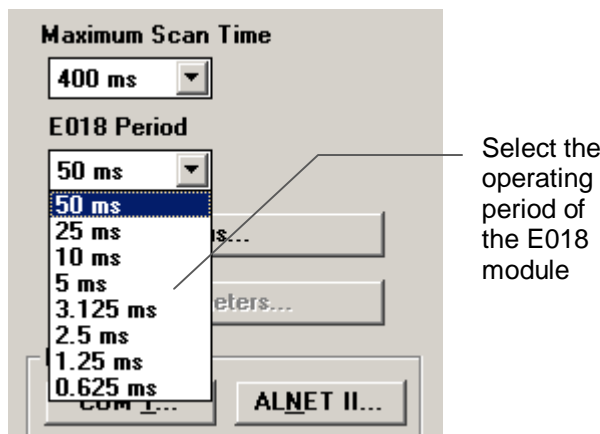 Maximum Scan Time
400 ms
E018 Period
50 ms
50 ms
25 ms
10 ms
5 ms
3.125 ms
2.5 ms
1.25 ms
0.625 ms
ALNET II...
Select the
operating
period of
the E018
module